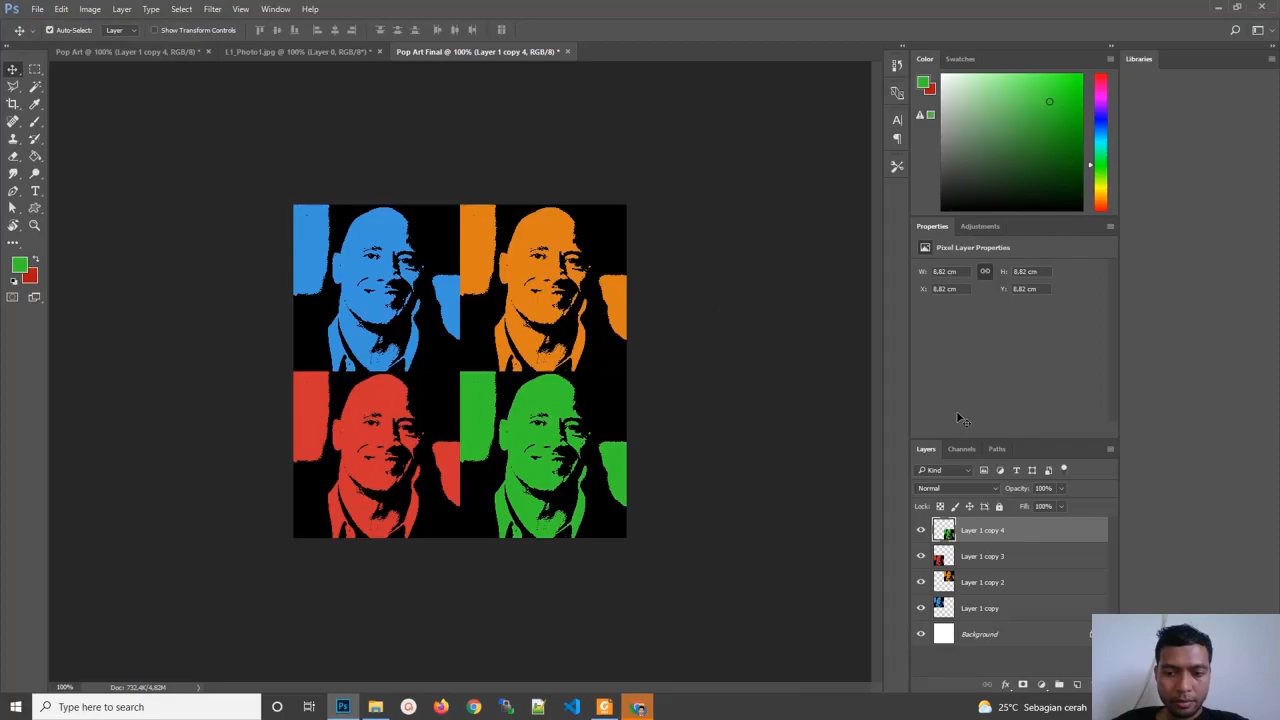 Ps File Edit Image Layer Type Select Filter View Window Help
Auto-Select: Layer Show Transform Controls
Pop Art @ 100% (Layer 1 copy 4, RGB/8) * × L1_Photo1.jpg @ 100% (Layer 0, RGB/8*) * × Pop Art Final @ 100% (Layer 1 copy 4, RGB/8) * ×
Color Swatches
Libraries
Properties Adjustments
Pixel Layer Properties
W: 8,82 cm H: 8,82 cm
X: 8,82 cm Y: 8,82 cm
Layers Channels Paths
Kind
Normal Opacity: 100%
Lock: Fill: 100%
Layer 1 copy 4
Layer 1 copy 3
Layer 1 copy 2
Layer 1 copy
Background
100% Doc: 732,4K/4,82M
Type here to search
25°C Sebagian cerah